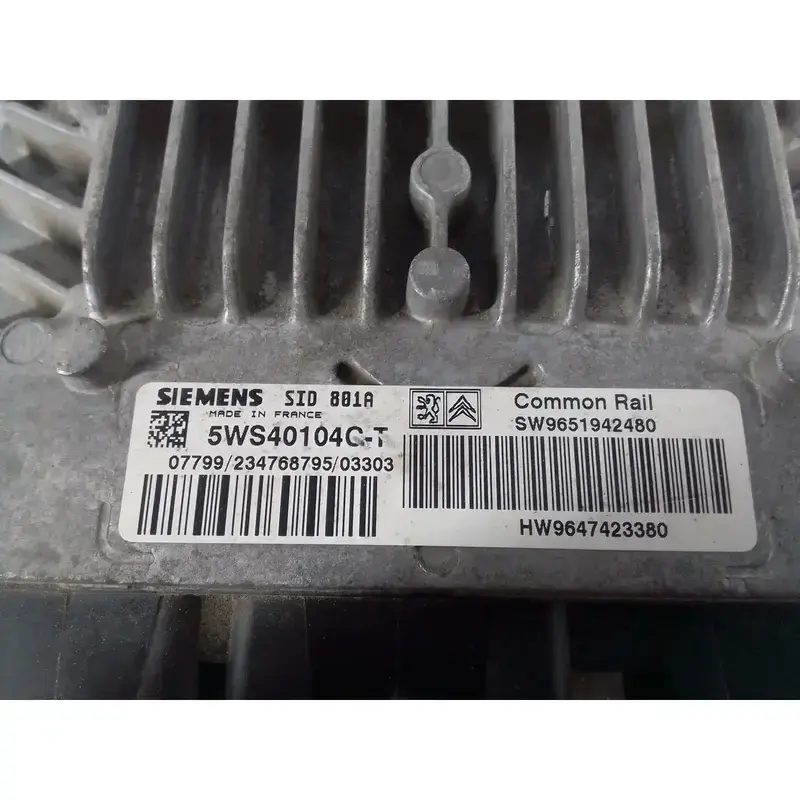 SIEMENS SID 801A
MADE IN FRANCE
5WS40104C-T
07799/234768795/03303
Common Rail
SW9651942480
HW9647423380